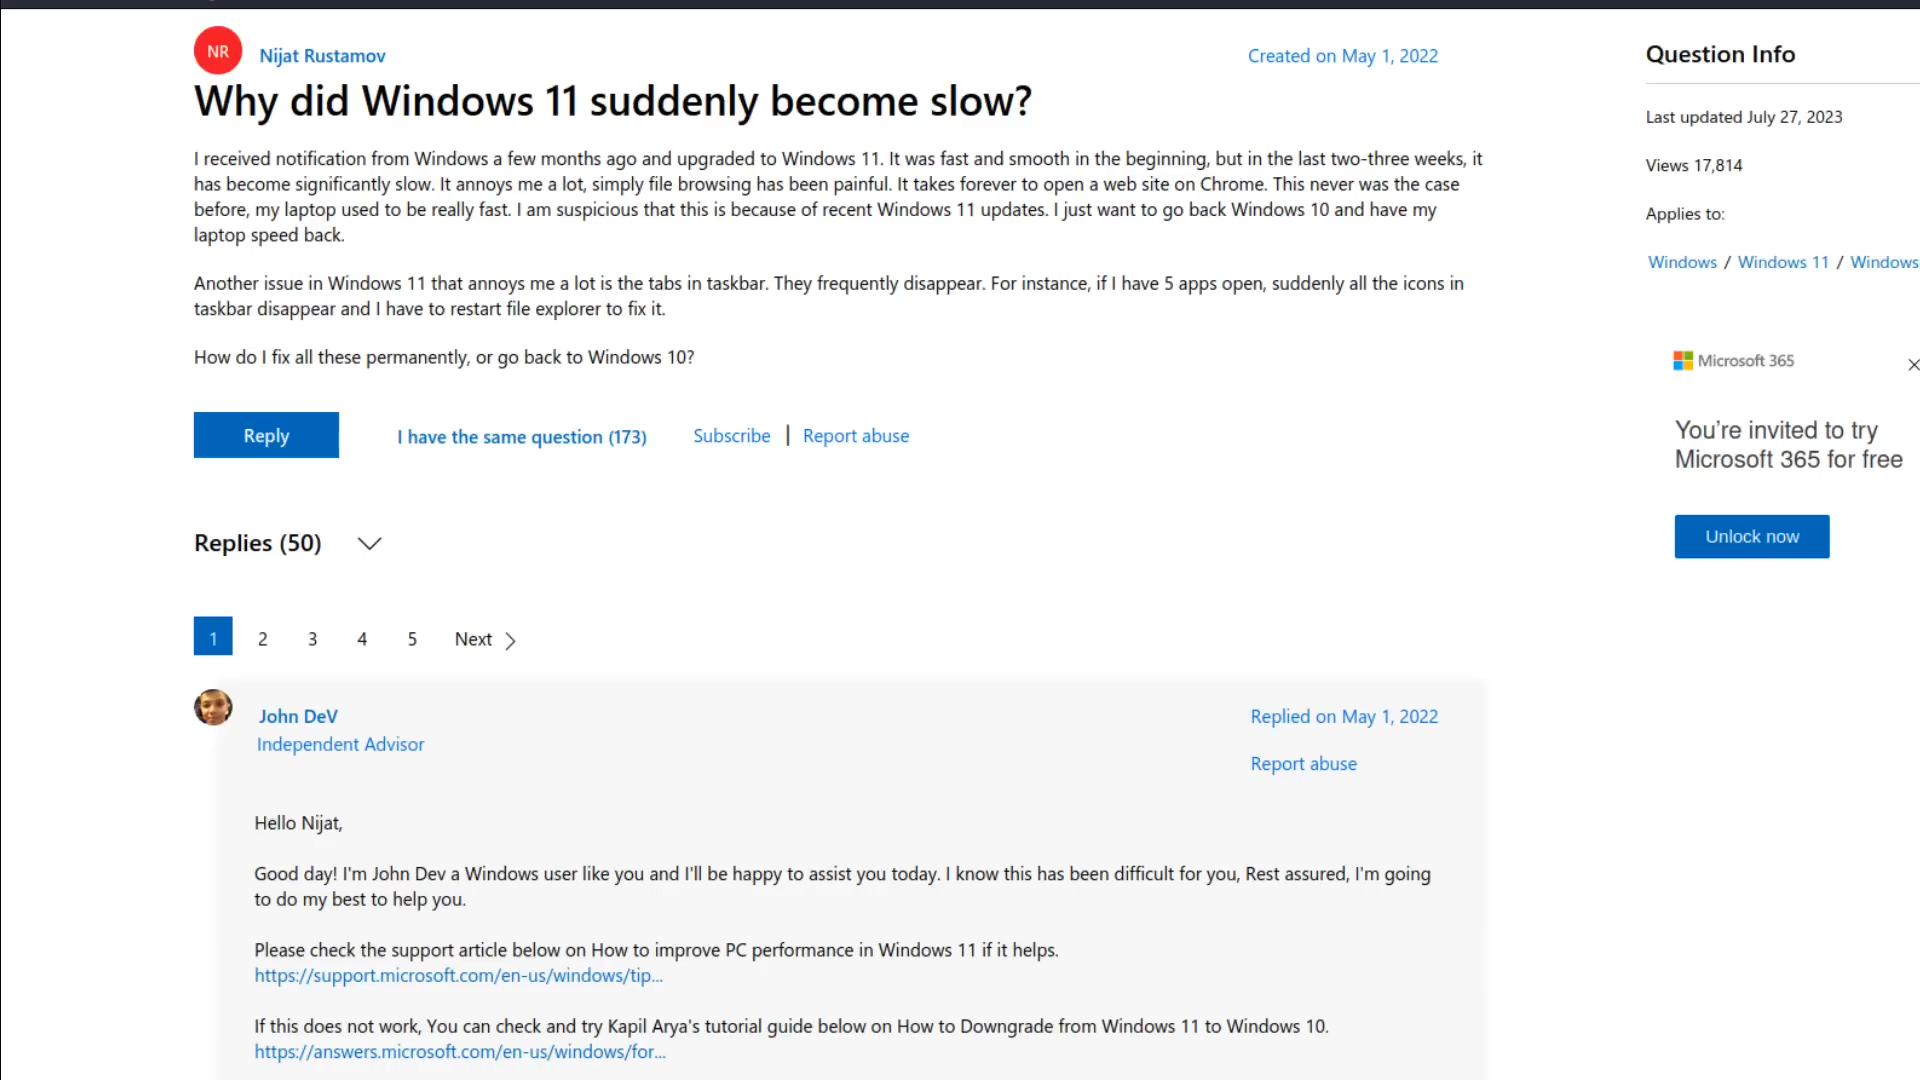 NR
Nijat Rustamov
Created on May 1, 2022
Why did Windows 11 suddenly become slow?
I received notification from Windows a few months ago and upgraded to Windows 11. It was fast and smooth in the beginning, but in the last two-three weeks, it
has become significantly slow. It annoys me a lot, simply file browsing has been painful. It takes forever to open a web site on Chrome. This never was the case
before, my laptop used to be really fast. I am suspicious that this is because of recent Windows 11 updates. I just want to go back Windows 10 and have my
laptop speed back.
Another issue in Windows 11 that annoys me a lot is the tabs in taskbar. They frequently disappear. For instance, if I have 5 apps open, suddenly all the icons in
taskbar disappear and I have to restart file explorer to fix it.
How do I fix all these permanently, or go back to Windows 10?
Reply
I have the same question (173)
Subscribe | Report abuse
Replies (50)
1 2 3 4 5 Next
John DeV
Independent Advisor
Replied on May 1, 2022
Report abuse
Hello Nijat,
Good day! I'm John Dev a Windows user like you and I'll be happy to assist you today. I know this has been difficult for you, Rest assured, I'm going
to do my best to help you.
Please check the support article below on How to improve PC performance in Windows 11 if it helps.
https://support.microsoft.com/en-us/windows/tip...
If this does not work, You can check and try Kapil Arya's tutorial guide below on How to Downgrade from Windows 11 to Windows 10.
https://answers.microsoft.com/en-us/windows/for...
Question Info
Last updated July 27, 2023
Views 17,814
Applies to:
Windows / Windows 11 / Windows
Microsoft 365
You're invited to try
Microsoft 365 for free
Unlock now